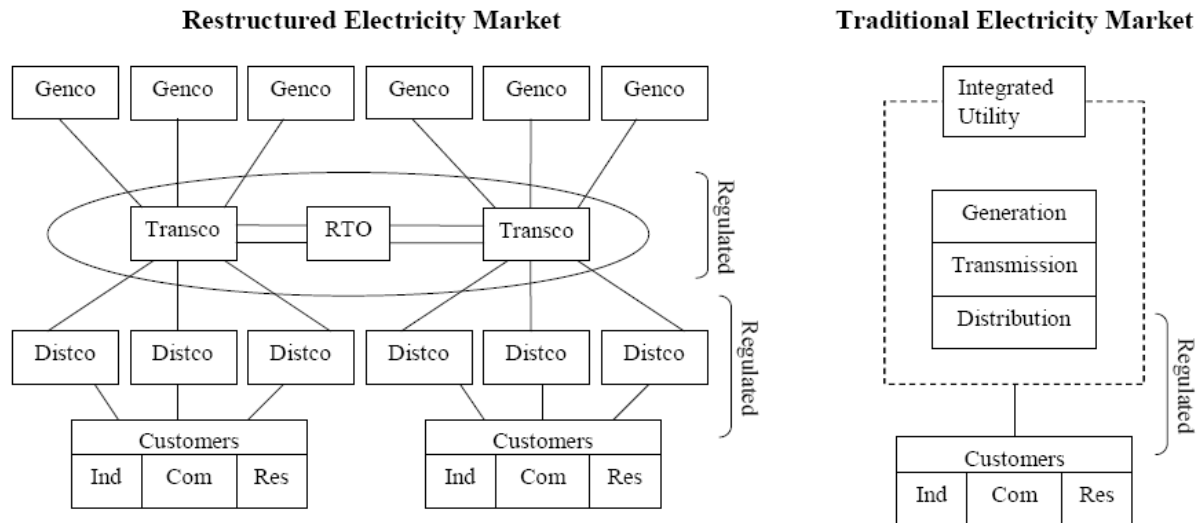 Restructured Electricity Market
Traditional Electricity Market
Genco
Genco
Genco
Genco
Genco
Genco
Transco
RTO
Transco
Regulated
Distco
Distco
Distco
Distco
Distco
Distco
Regulated
Customers
Ind
Com
Res
Customers
Ind
Com
Res
Integrated
Utility
Generation
Transmission
Distribution
Regulated
Customers
Ind
Com
Res